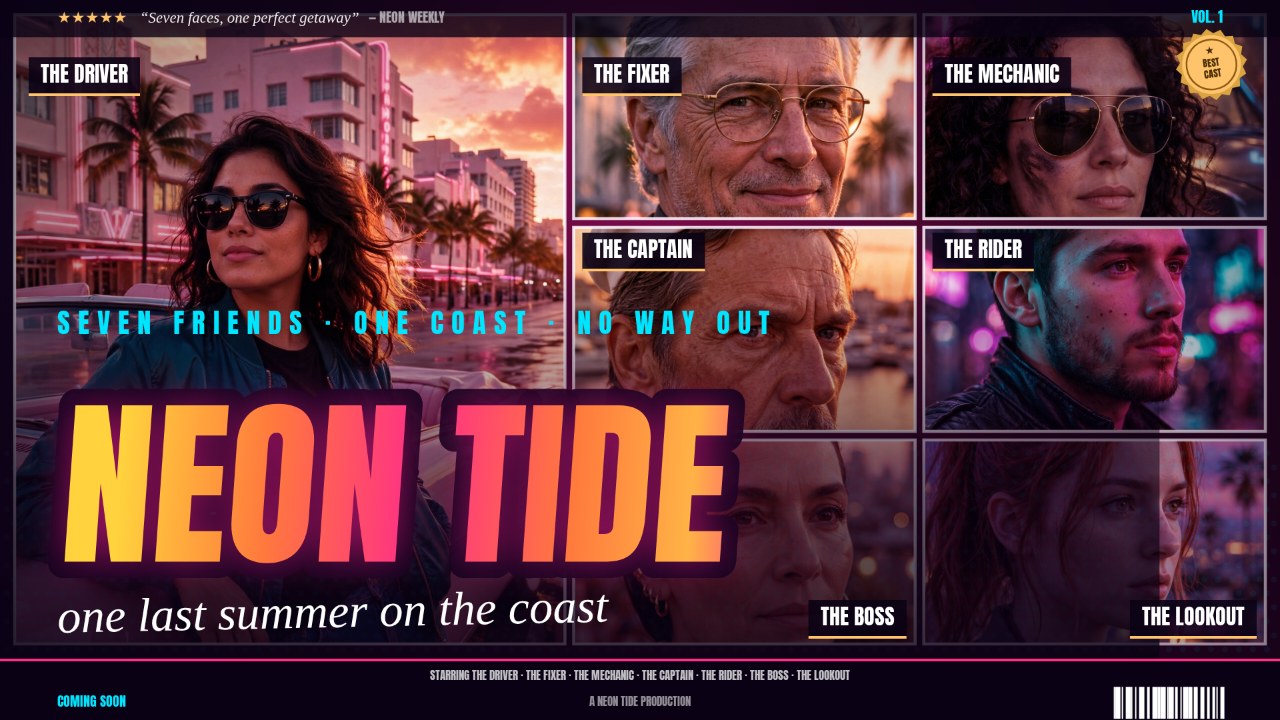 ★★★★★ “Seven faces, one perfect getaway” – NEON WEEKLY
VOL. 1
★ BEST CAST
THE DRIVER
THE FIXER
THE MECHANIC
THE CAPTAIN
THE RIDER
SEVEN FRIENDS · ONE COAST · NO WAY OUT
NEON TIDE
one last summer on the coast
THE BOSS
THE LOOKOUT
STARRING THE DRIVER · THE FIXER · THE MECHANIC · THE CAPTAIN · THE RIDER · THE BOSS · THE LOOKOUT
COMING SOON
A NEON TIDE PRODUCTION